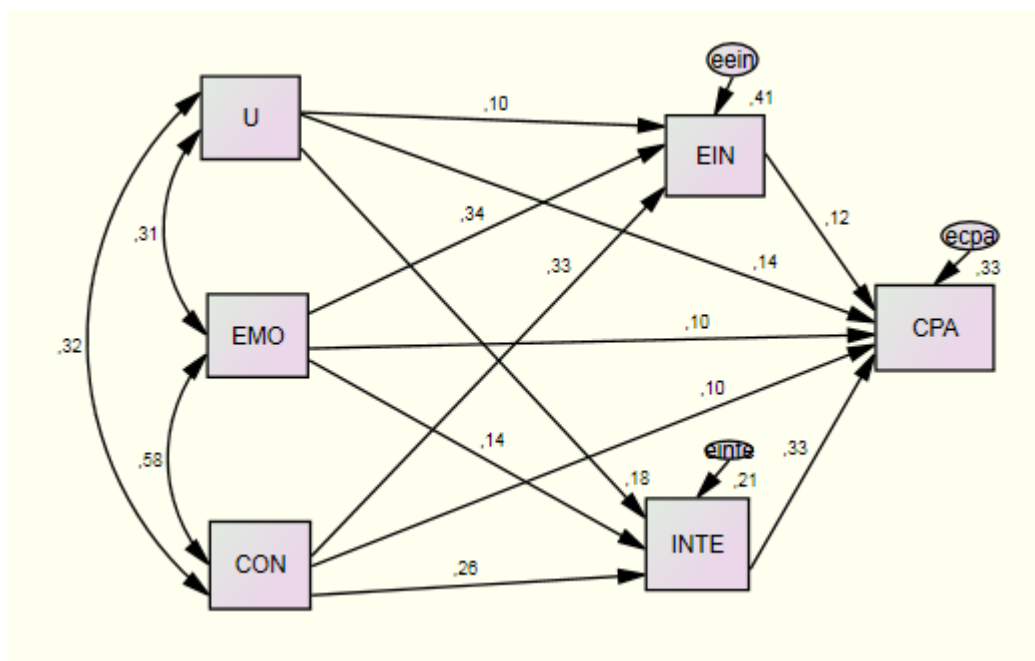 eein
,41
U
,10
EIN
,34
,12
,31
,33
,14
ecpa
,33
EMO
,10
CPA
,32
,10
,58
,14
einte
,33
,18
,21
CON
INTE
,26